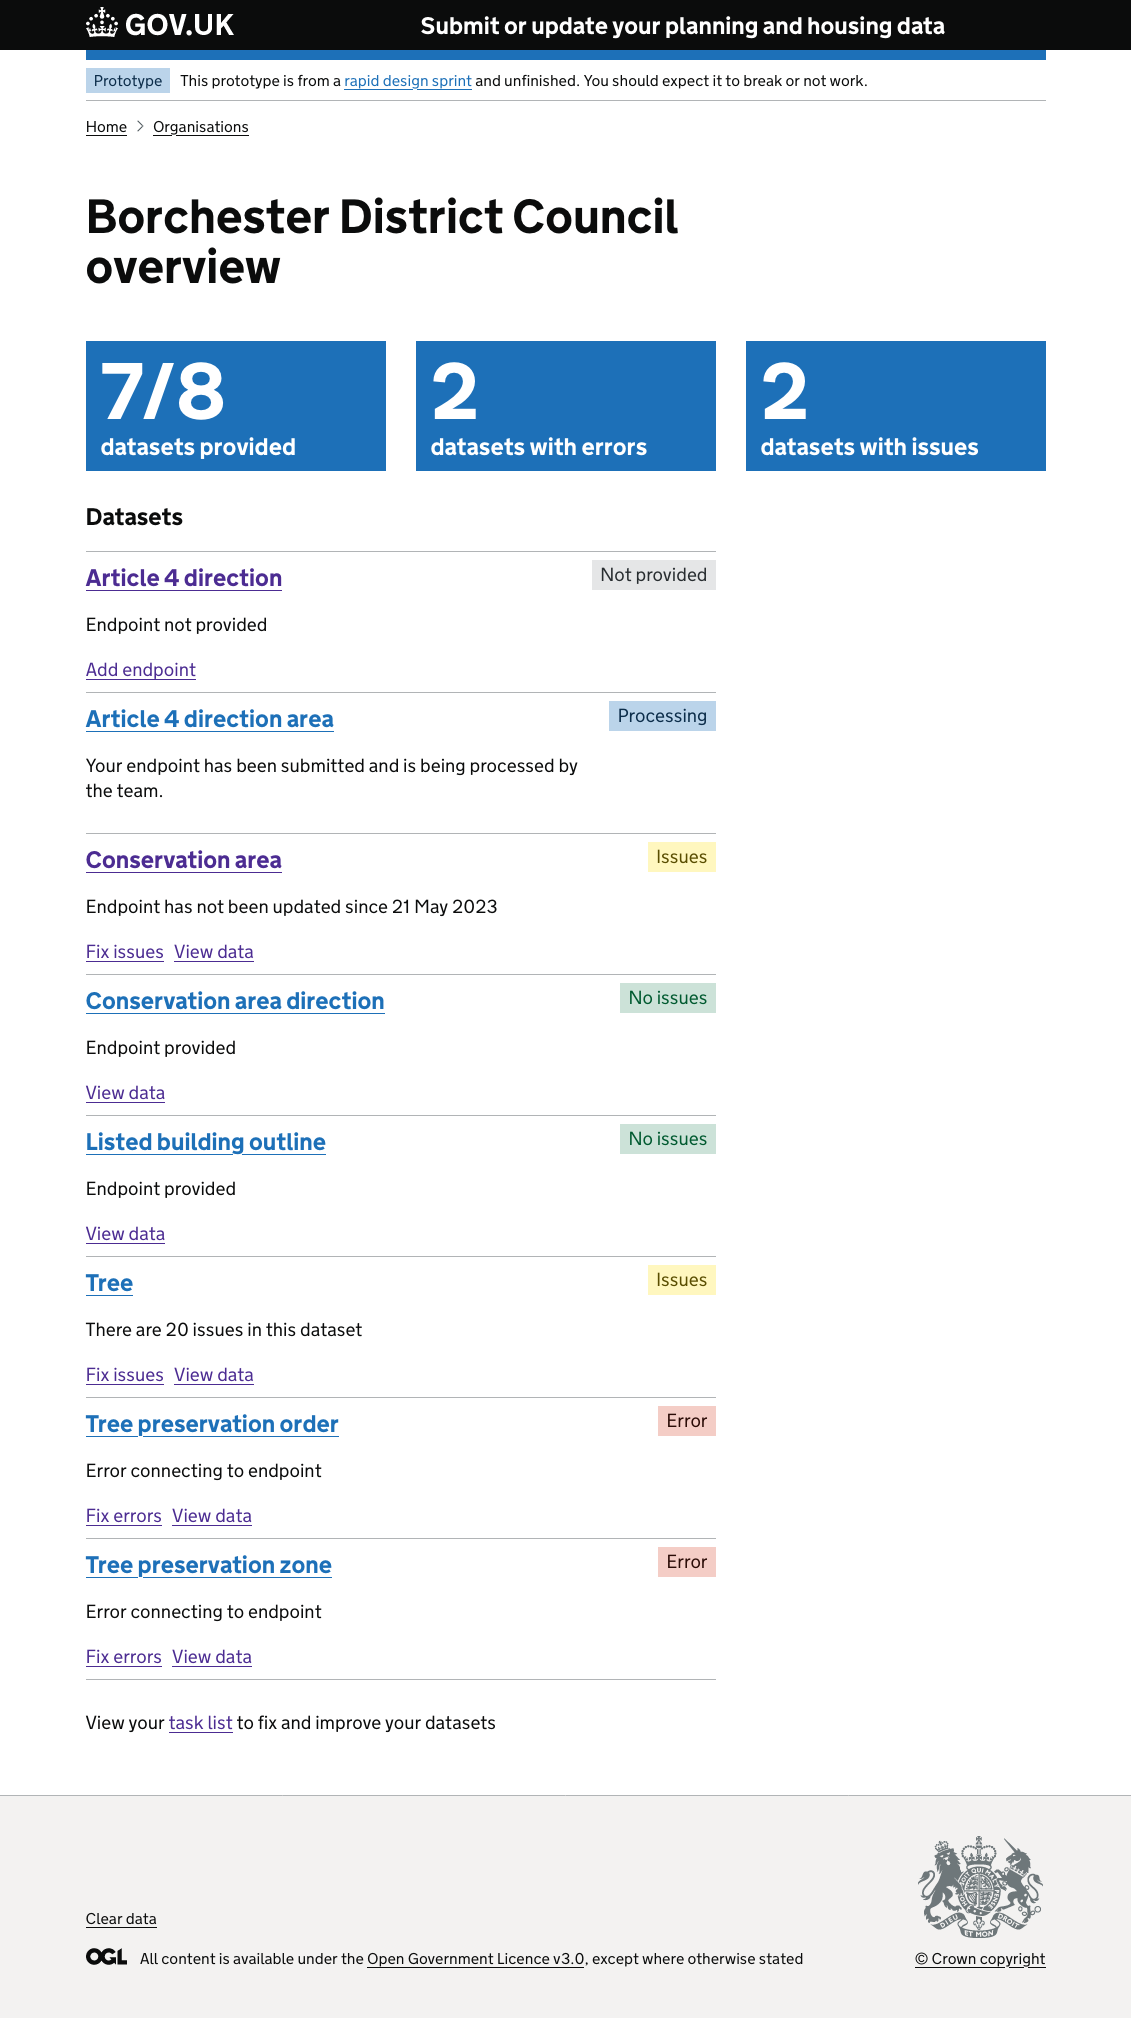 GOV.UK
Submit or update your planning and housing data
Prototype
This prototype is from a rapid design sprint and unfinished. You should expect it to break or not work.
Home
Organisations
Borchester District Council
overview
7/8
datasets provided
2
datasets with errors
2
datasets with issues
Datasets
Article 4 direction
Not provided
Endpoint not provided
Add endpoint
Article 4 direction area
Processing
Your endpoint has been submitted and is being processed by
the team.
Conservation area
Issues
Endpoint has not been updated since 21 May 2023
Fix issues View data
Conservation area direction
No issues
Endpoint provided
View data
Listed building outline
No issues
Endpoint provided
View data
Tree
Issues
There are 20 issues in this dataset
Fix issues View data
Tree preservation order
Error
Error connecting to endpoint
Fix errors View data
Tree preservation zone
Error
Error connecting to endpoint
Fix errors View data
View your task list to fix and improve your datasets
Clear data
OGL
All content is available under the Open Government Licence v3.0, except where otherwise stated
DIEU ET MON DROIT
© Crown copyright